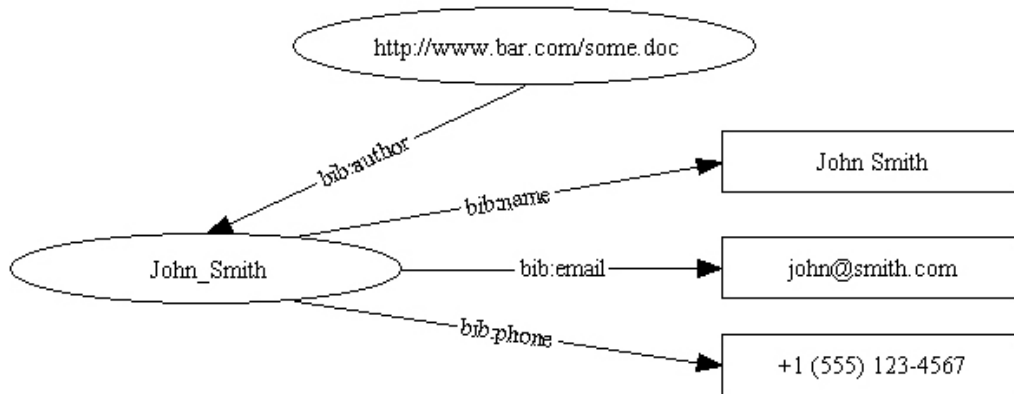 http://www.bar.com/some.doc
bib:author
John Smith
bib:name
John_Smith
bib:email
john@smith.com
bib:phone
+1 (555) 123-4567